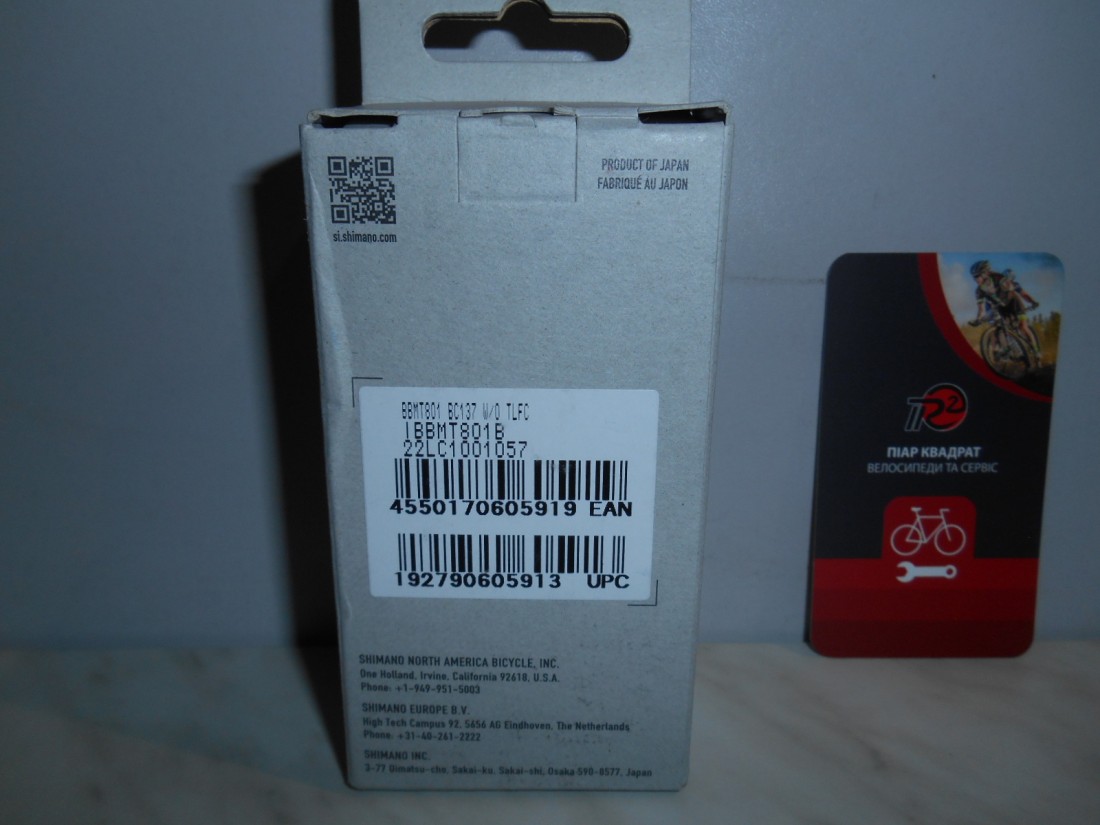 PRODUCT OF JAPAN
FABRIQUÉ AU JAPON
si.shimano.com
BBMT801 BC137 W/O TLFC
IBBMT801B
22LC1001057
4550170605919 EAN
192790605913 UPC
SHIMANO NORTH AMERICA BICYCLE, INC.
One Holland, Irvine, California 92618, U.S.A.
Phone: +1-949-951-5003
SHIMANO EUROPE B.V.
High Tech Campus 92, 5656 AG Eindhoven, The Netherlands
Phone: +31-40-261-2222
SHIMANO INC.
3-77 Oimatsu-cho, Sakai-ku, Sakai-shi, Osaka 590-8577, Japan
R2
ПІАР КВАДРАТ
ВЕЛОСИПЕДИ ТА СЕРВІС